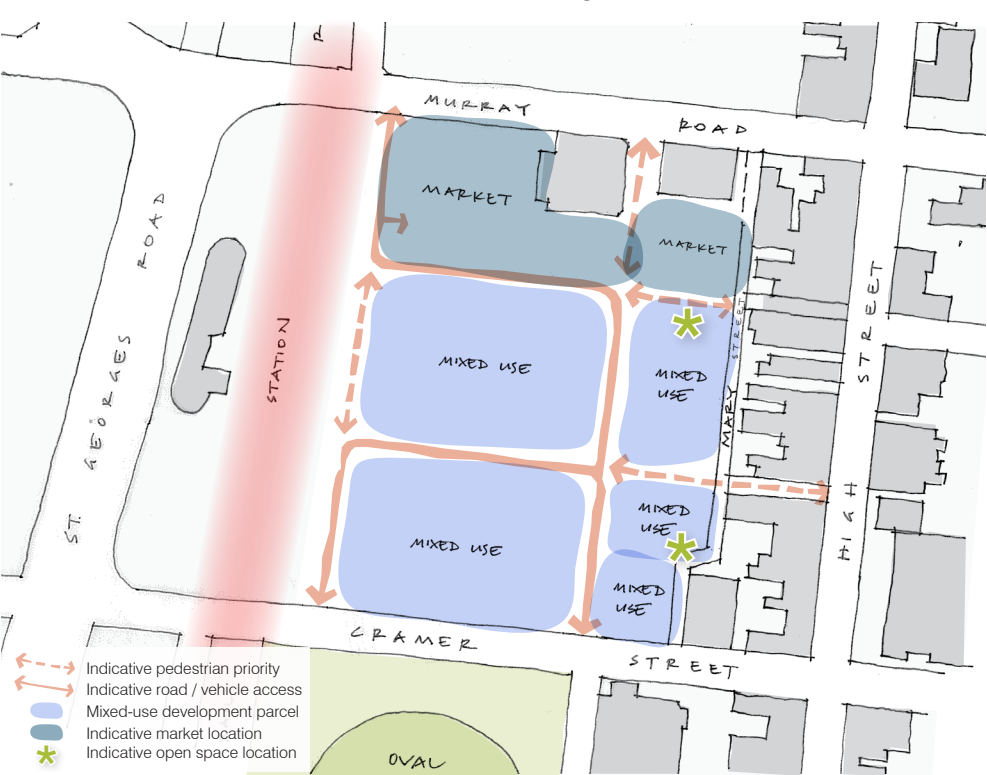 MURRAY
ROAD
MARKET
MARKET
ROAD
ST. GEÖRGES
STATION
MIXED USE
MIXED
USE
STREET
MARY
STREET
HIGH
MIXED
USE
MIXED USE
MIXED
USE
CRAMER
STREET
OVAL
Indicative pedestrian priority
Indicative road / vehicle access
Mixed-use development parcel
Indicative market location
Indicative open space location